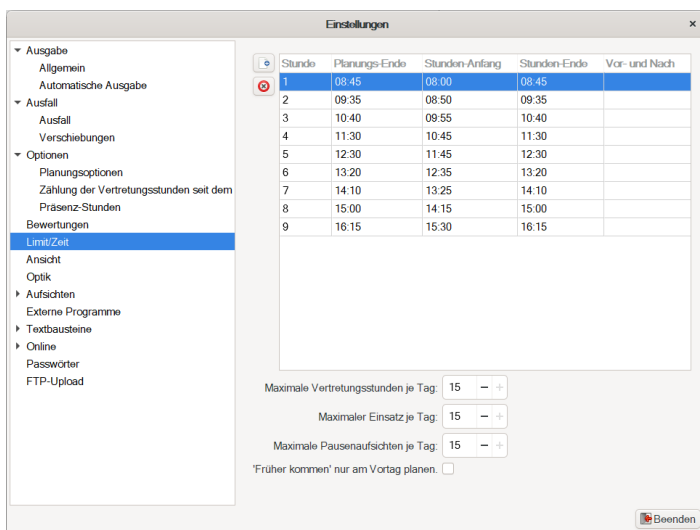 Einstellungen
Ausgabe
Allgemein
Automatische Ausgabe
Ausfall
Ausfall
Verschiebungen
Optionen
Planungsoptionen
Zählung der Vertretungsstunden seit dem
Präsenz-Stunden
Bewertungen
Limit/Zeit
Ansicht
Optik
Aufsichten
Externe Programme
Textbausteine
Online
Passwörter
FTP-Upload
Stunde Planungs-Ende Stunden-Anfang Stunden-Ende Vor- und Nach
1 08:45 08:00 08:45
2 09:35 08:50 09:35
3 10:40 09:55 10:40
4 11:30 10:45 11:30
5 12:30 11:45 12:30
6 13:20 12:35 13:20
7 14:10 13:25 14:10
8 15:00 14:15 15:00
9 16:15 15:30 16:15
Maximale Vertretungsstunden je Tag: 15
Maximaler Einsatz je Tag: 15
Maximale Pausenaufsichten je Tag: 15
'Früher kommen' nur am Vortag planen.
Beenden